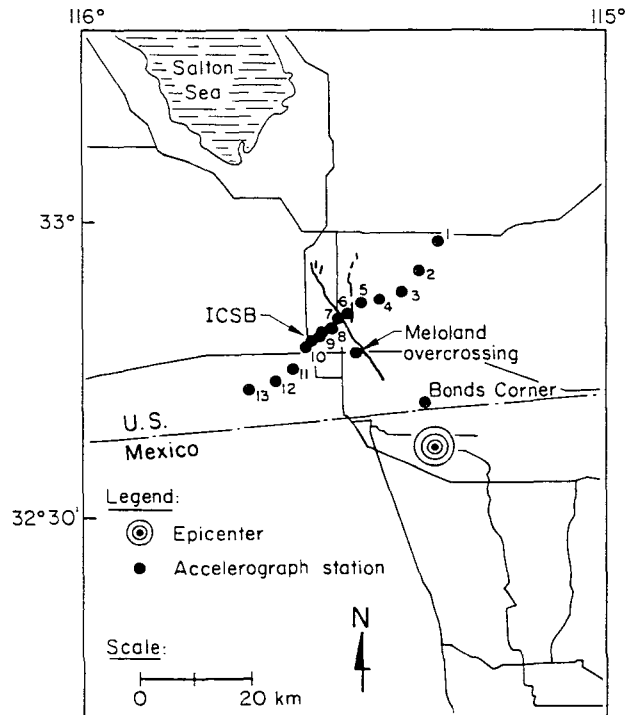 116°
115°
Salton
Sea
33°
1
2
3
4
5
6
7
8
9
10
11
12
13
ICSB
Meloland
overcrossing
Bonds Corner
U.S.
Mexico
Legend:
32°30'
Epicenter
Accelerograph station
N
Scale:
0 20 km